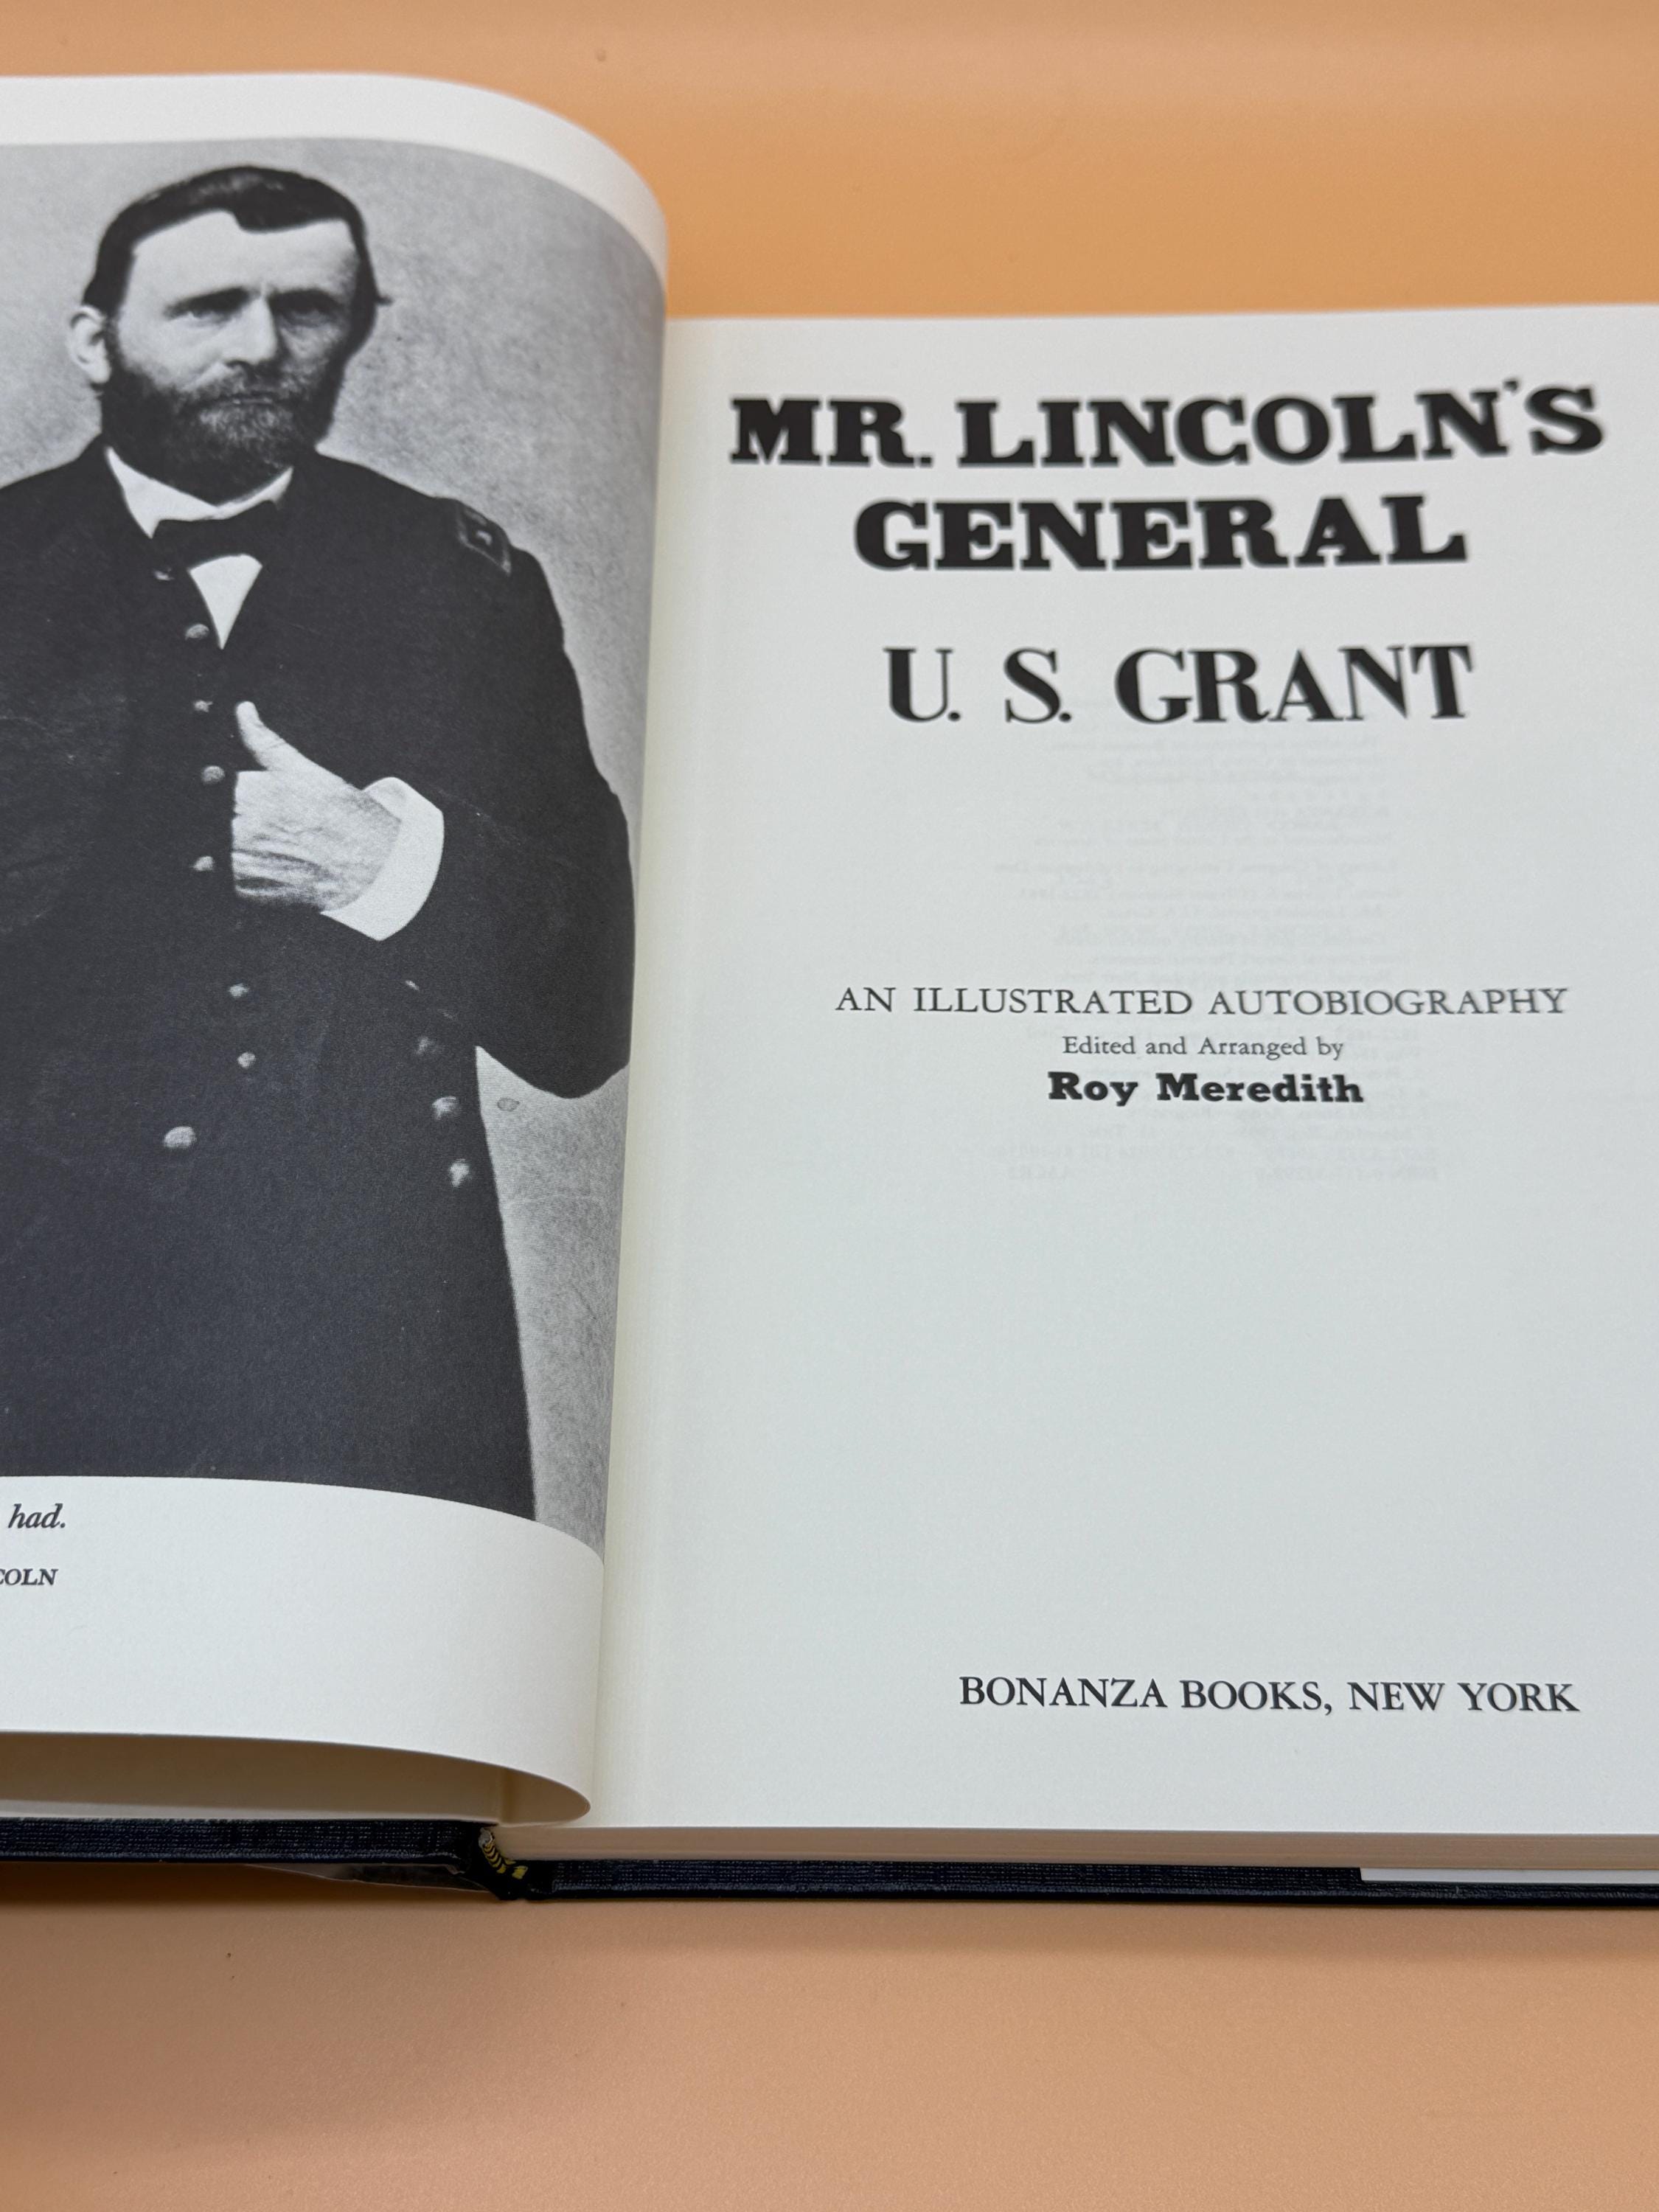 had.
COLN
MR. LINCOLN'S
GENERAL
U. S. GRANT
AN ILLUSTRATED AUTOBIOGRAPHY
Edited and Arranged by
Roy Meredith
BONANZA BOOKS, NEW YORK